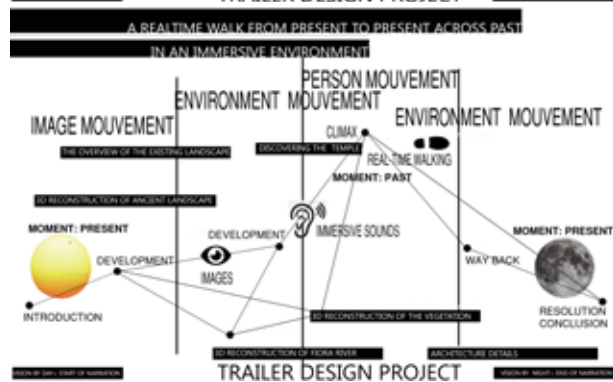 TRAILER DESIGN PROJECT
A REALTIME WALK FROM PRESENT TO PRESENT ACROSS PAST
IN AN IMMERSIVE ENVIRONMENT
PERSON MOUVEMENT
ENVIRONMENT MOUVEMENT
ENVIRONMENT MOUVEMENT
IMAGE MOUVEMENT
CLIMAX
THE OVERVIEW OF THE EXISTING LANDSCAPE
DISCOVERING THE TEMPLE
REAL-TIME WALKING
MOMENT: PAST
3D RECONSTRUCTION OF ANCIENT LANDSCAPE
MOMENT: PRESENT
DEVELOPMENT
IMMERSIVE SOUNDS
MOMENT: PRESENT
DEVELOPMENT
IMAGES
WAY BACK
INTRODUCTION
3D RECONSTRUCTION OF THE VEGETATION
RESOLUTION
CONCLUSION
3D RECONSTRUCTION OF FIORA RIVER
ARCHITECTURE DETAILS
VISION BY DAY= START OF NARRATION
TRAILER DESIGN PROJECT
VISION BY NIGHT= END OF NARRATION